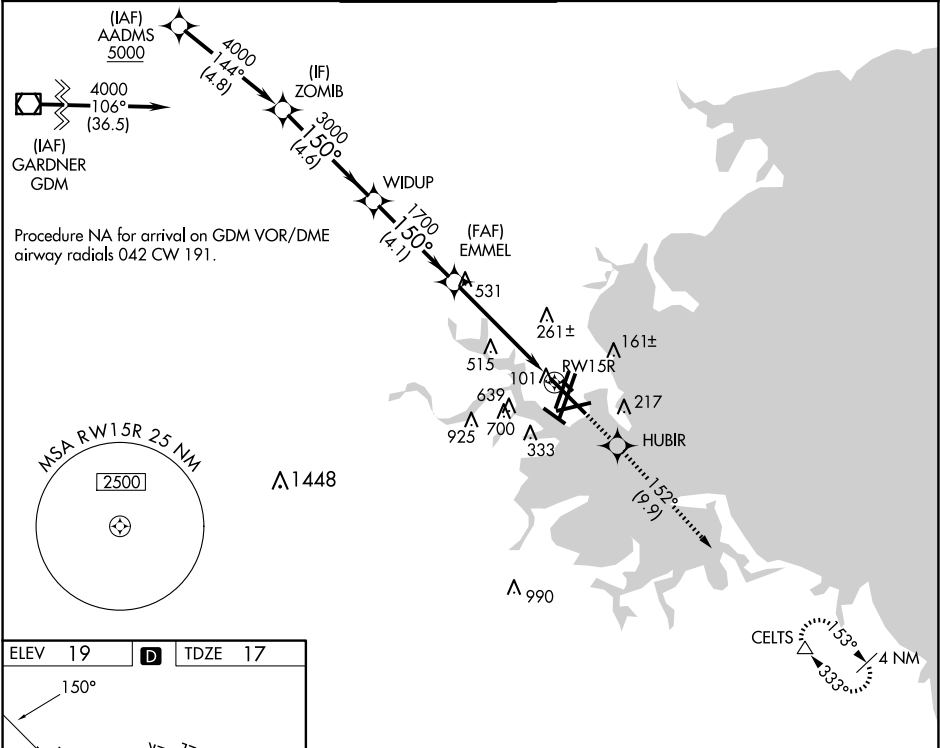 (IAF)
AADMS
5000
4000
144°
(4.8)
(IF)
ZOMIB
4000
106°
(36.5)
(IAF)
GARDNER
GDM
3000
150°
(4.6)
WIDUP
1700
150°
(4.1)
(FAF)
EMMEL
Procedure NA for arrival on GDM VOR/DME
airway radials 042 CW 191.
531
261±
515
161±
RW15R
101
639
700
925
333
217
HUBIR
MSA RW15R 25 NM
2500
1448
152°
(9.9)
990
CELTS
153°
4 NM
333°
ELEV 19
D
TDZE 17
150°